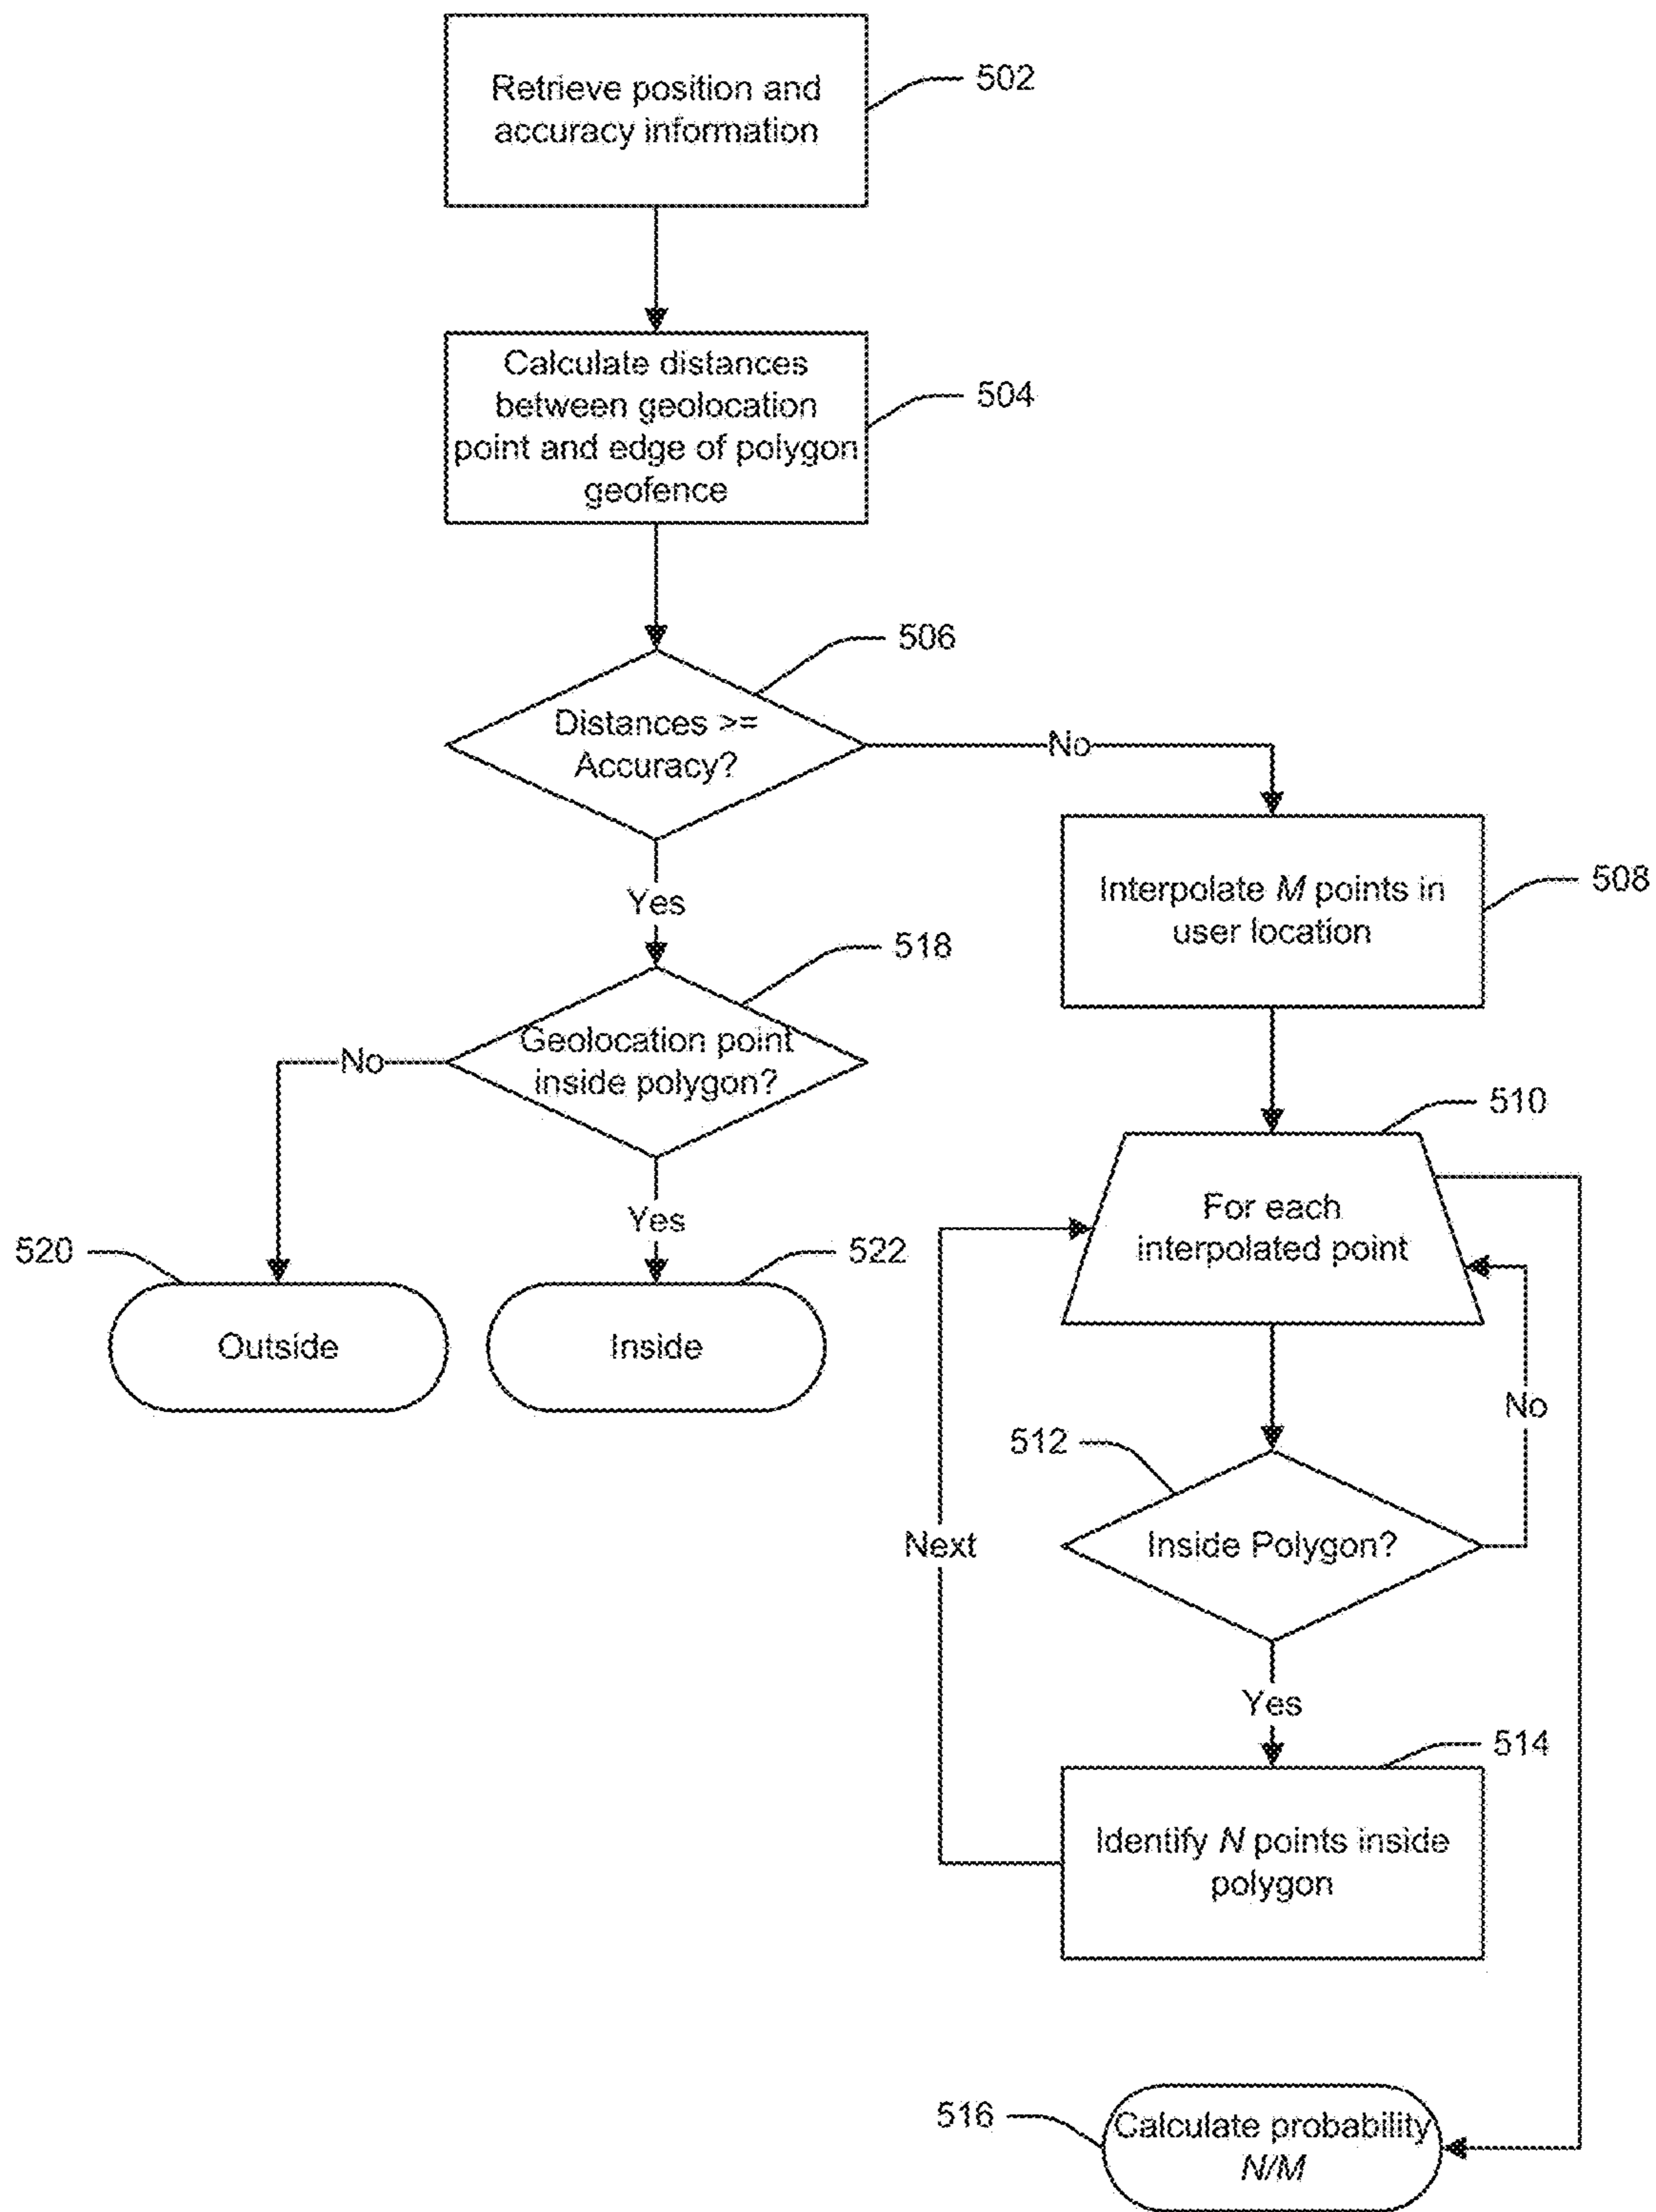 Retrieve position and
accuracy information
502
Calculate distances
between geolocation
point and edge of polygon
geofence
504
506
Distances >=
Accuracy?
No
Yes
Interpolate M points in
user location
508
518
Geolocation point
inside polygon?
No
Yes
510
For each
interpolated point
520
Outside
522
Inside
No
512
Inside Polygon?
Next
Yes
514
Identify N points inside
polygon
516
Calculate probability
N/M